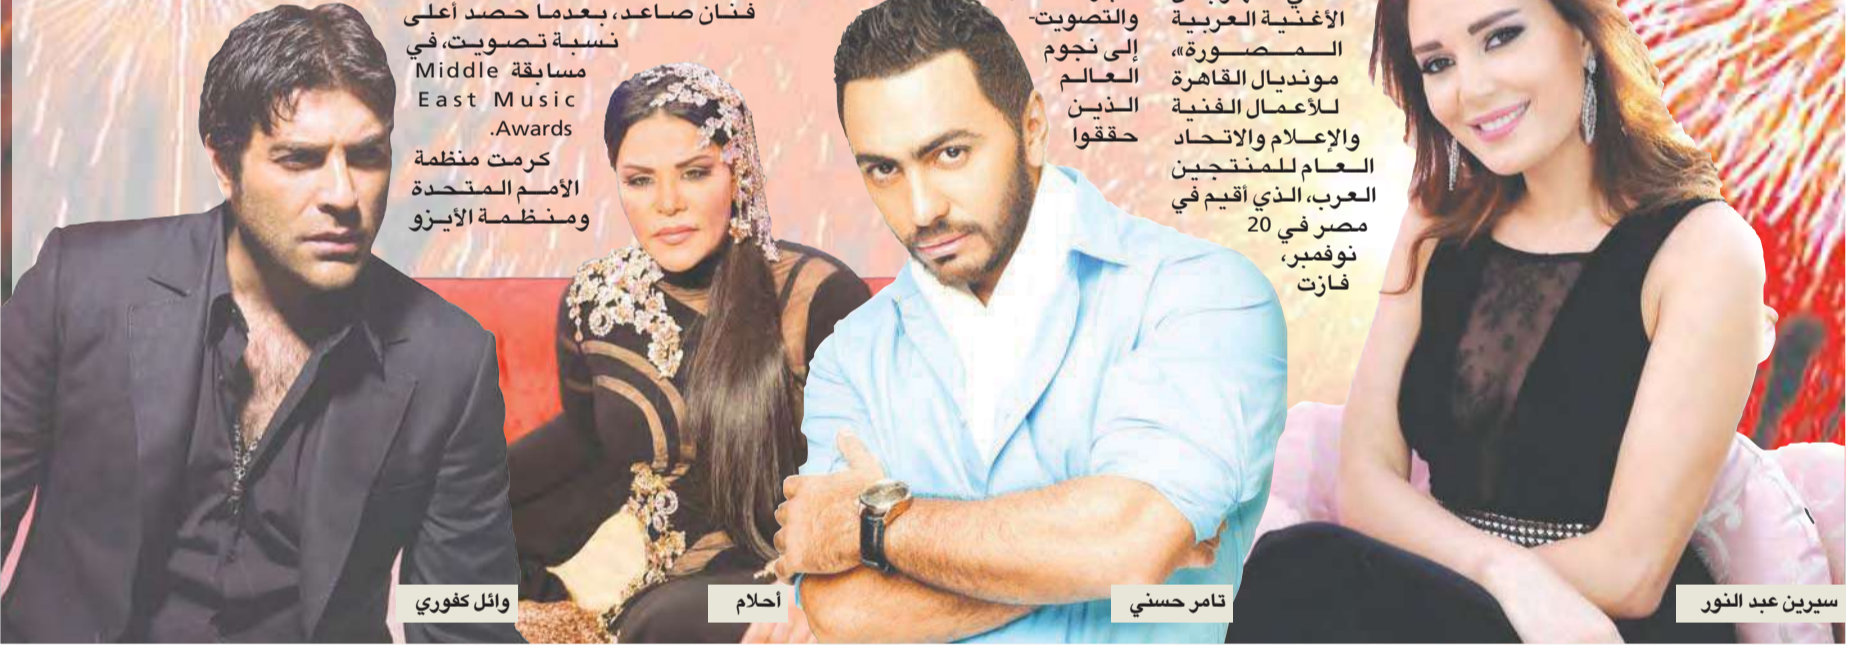 الأغنية العربية
المصورة»،
مونديال القاهرة
للأعمال الفنية
والإعلام والاتحاد
العام للمنتجين
العرب، الذي أقيم في
مصر في 20
نوفمبر،
فازت
والتصويت-
إلى نجوم
العالم
الذين
حققوا
فنان صاعد، بعدما حصد أعلى
نسبة تصويت، في
مسابقة Middle
East Music
Awards.
كرمت منظمة
الأمم المتحدة
ومنظمة الأيزو
سيرين عبد النور
تامر حسني
أحلام
وائل كفوري